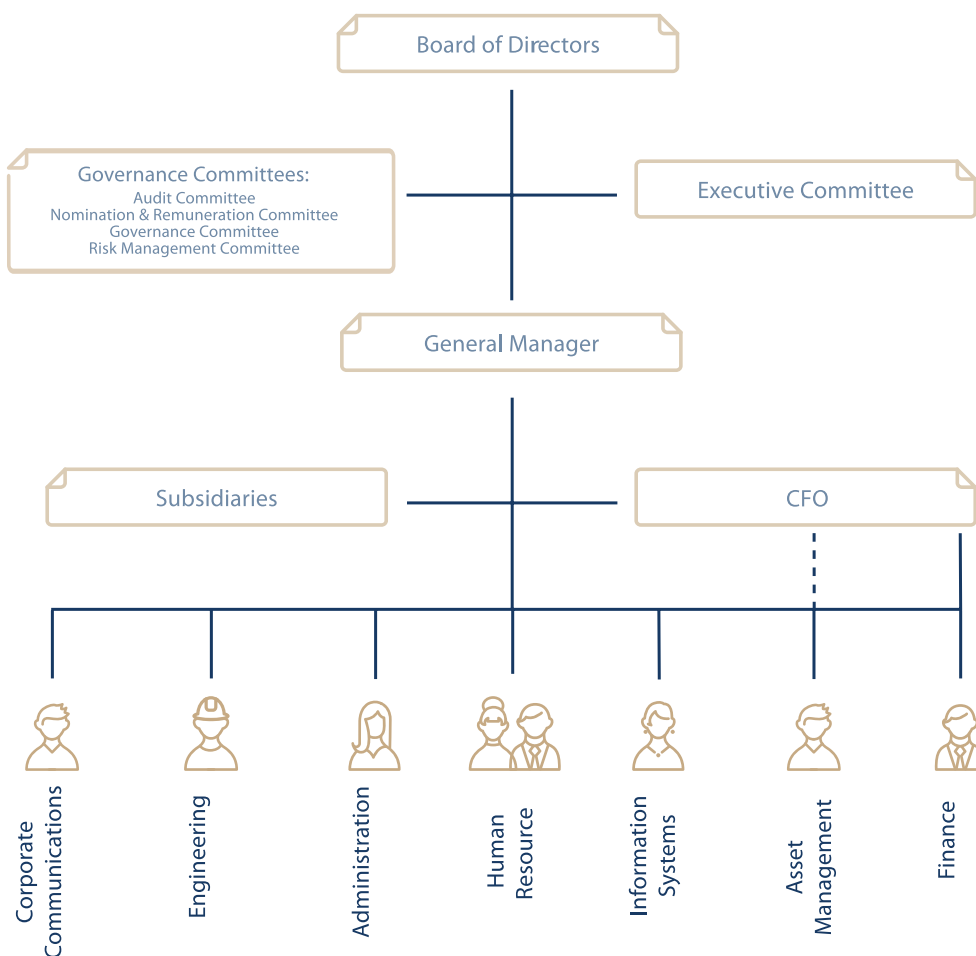 Board of Directors
Governance Committees:
Audit Committee
Nomination & Remuneration Committee
Governance Committee
Risk Management Committee
Executive Committee
General Manager
Subsidiaries
CFO
Corporate
Communications
Engineering
Administration
Human
Resource
Information
Systems
Asset
Management
Finance